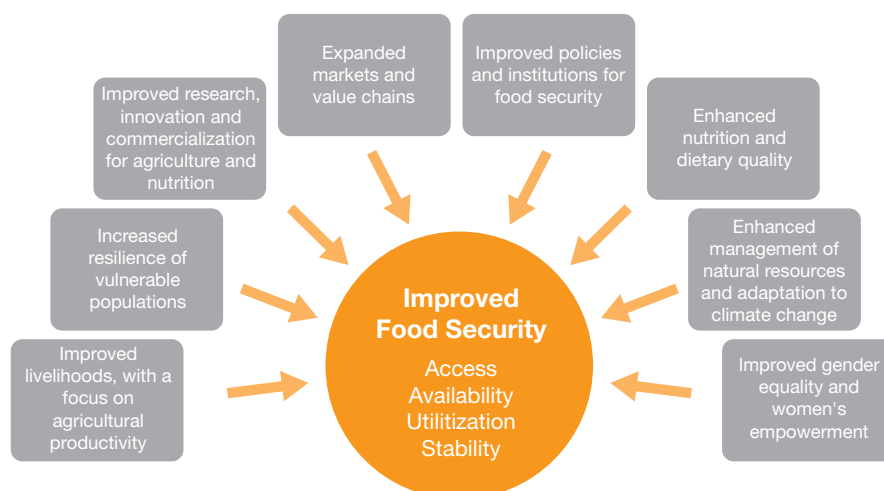 Expanded
markets and
value chains
Improved policies
and institutions for
food security
Improved research,
innovation and
commercialization
for agriculture and
nutrition
Enhanced
nutrition and
dietary quality
Increased
resilience of
vulnerable
populations
Enhanced
management of
natural resources
and adaptation to
climate change
Improved
livelihoods, with a
focus on
agricultural
productivity
Improved
Food Security
Access
Availability
Utilitization
Stability
Improved gender
equality and
women's
empowerment